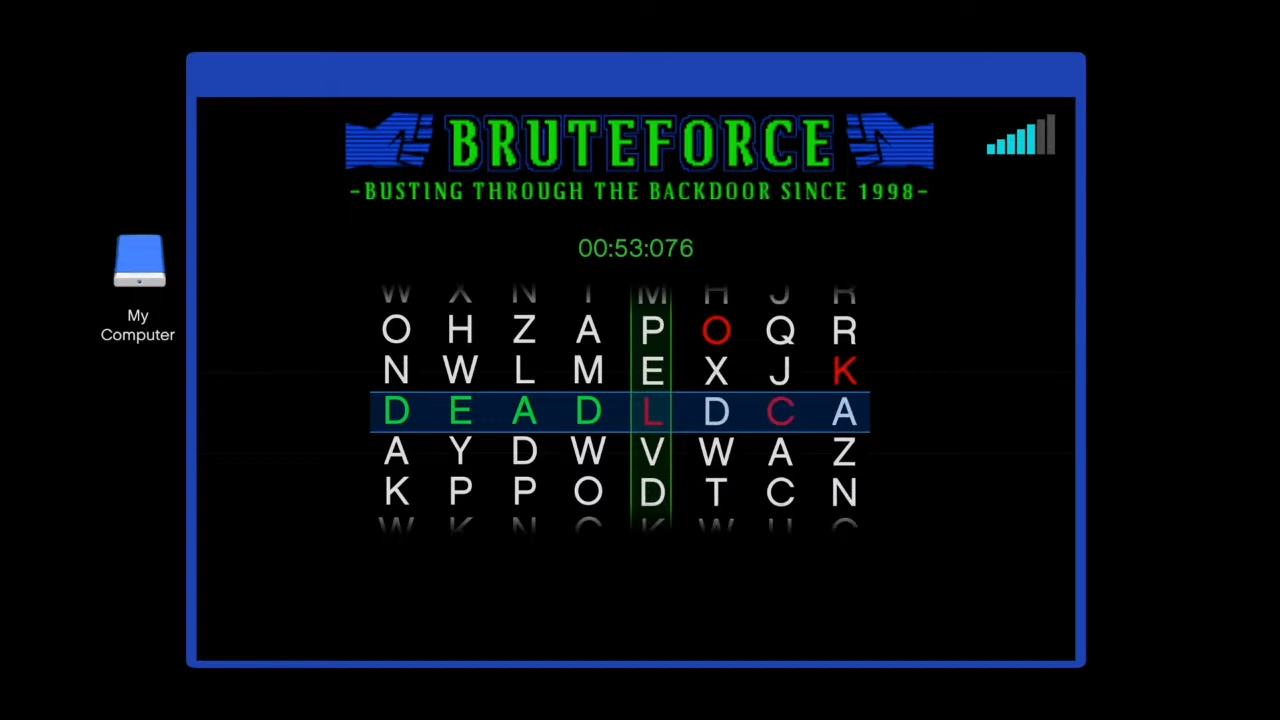 BRUTEFORCE
-BUSTING THROUGH THE BACKDOOR SINCE 1998-
00:53:076
My
Computer
O H Z A P O Q R
N W L M E X J K
D E A D L D C A
A Y D W V W A Z
K P P O D T C N